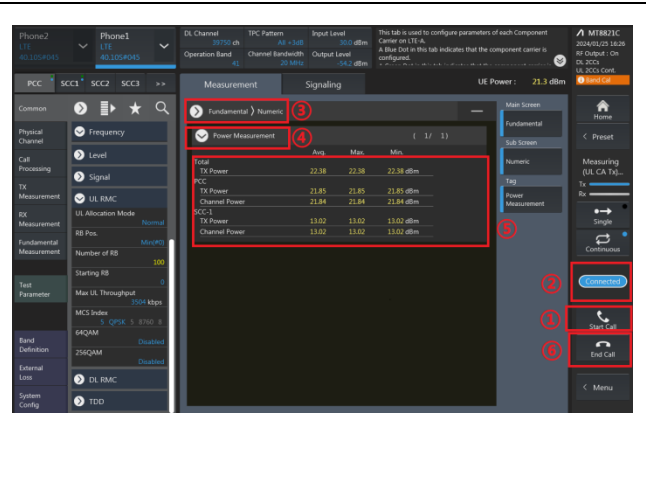 Phone2
LTE
40.105#045
Phone1
LTE
40.105#045
DL Channel
39750 ch
TPC Pattern
All +3dB
Input Level
30.0 dBm
Operation Band
41
Channel Bandwidth
20 MHz
Output Level
-54.2 dBm
This tab is used to configure parameters of each Component
Carrier on LTE-A.
A Blue Dot in this tab indicates that the component carrier is
configured.
MT8821C
2024/01/25 16:26
RF Output : On
DL 2CCs
UL 2CCs Cont.
Band Cal
PCC SCC1 SCC2 SCC3 >>
Measurement Signaling UE Power : 21.3 dBm
Common
Physical
Channel
Call
Processing
TX
Measurement
RX
Measurement
Fundamental
Measurement
Test
Parameter
Band
Definition
External
Loss
System
Config
Frequency
Level
Signal
UL RMC
UL Allocation Mode
Normal
RB Pos.
Min(#0)
Number of RB
100
Starting RB
0
Max UL Throughput
3504 kbps
MCS Index
5 QPSK 5 8760 8
64QAM
Disabled
256QAM
Disabled
DL RMC
TDD
Fundamental 〉 Numeric ③
Power Measurement ④ ( 1/ 1)
Avg. Max. Min.
Total
TX Power 22.38 22.38 22.38 dBm
PCC
TX Power 21.85 21.85 21.85 dBm
Channel Power 21.84 21.84 21.84 dBm
SCC-1
TX Power 13.02 13.02 13.02 dBm
Channel Power 13.02 13.02 13.02 dBm
⑤
Main Screen
Fundamental
Sub Screen
Numeric
Tag
Power
Measurement
Home
< Preset
Measuring
(UL CA Tx)...
Tx
Rx
Single
Continuous
② Connected
① Start Call
⑥ End Call
< Menu